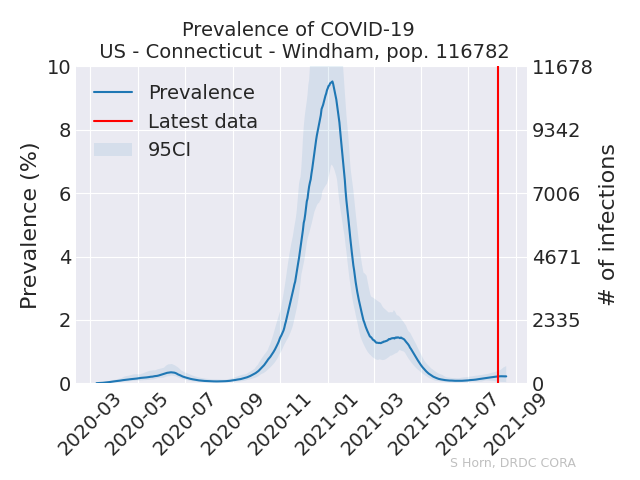 Prevalence of COVID-19
US - Connecticut - Windham, pop. 116782
Prevalence
Latest data
95CI
Prevalence (%)
10
8
6
4
2
0
11678
9342
7006
4671
2335
0
# of infections
2020-03
2020-05
2020-07
2020-09
2020-11
2021-01
2021-03
2021-05
2021-07
2021-09
S Horn, DRDC CORA